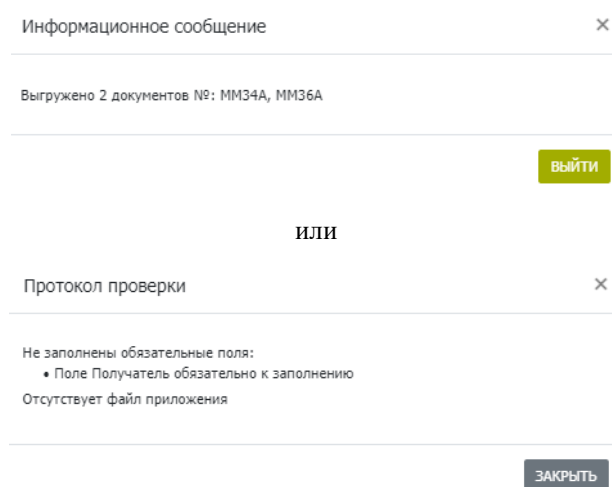 Информационное сообщение ×
Выгружено 2 документов №: ММ34А, ММ36А
ВЫЙТИ
или
Протокол проверки ×
Не заполнены обязательные поля:
• Поле Получатель обязательно к заполнению
Отсутствует файл приложения
ЗАКРЫТЬ